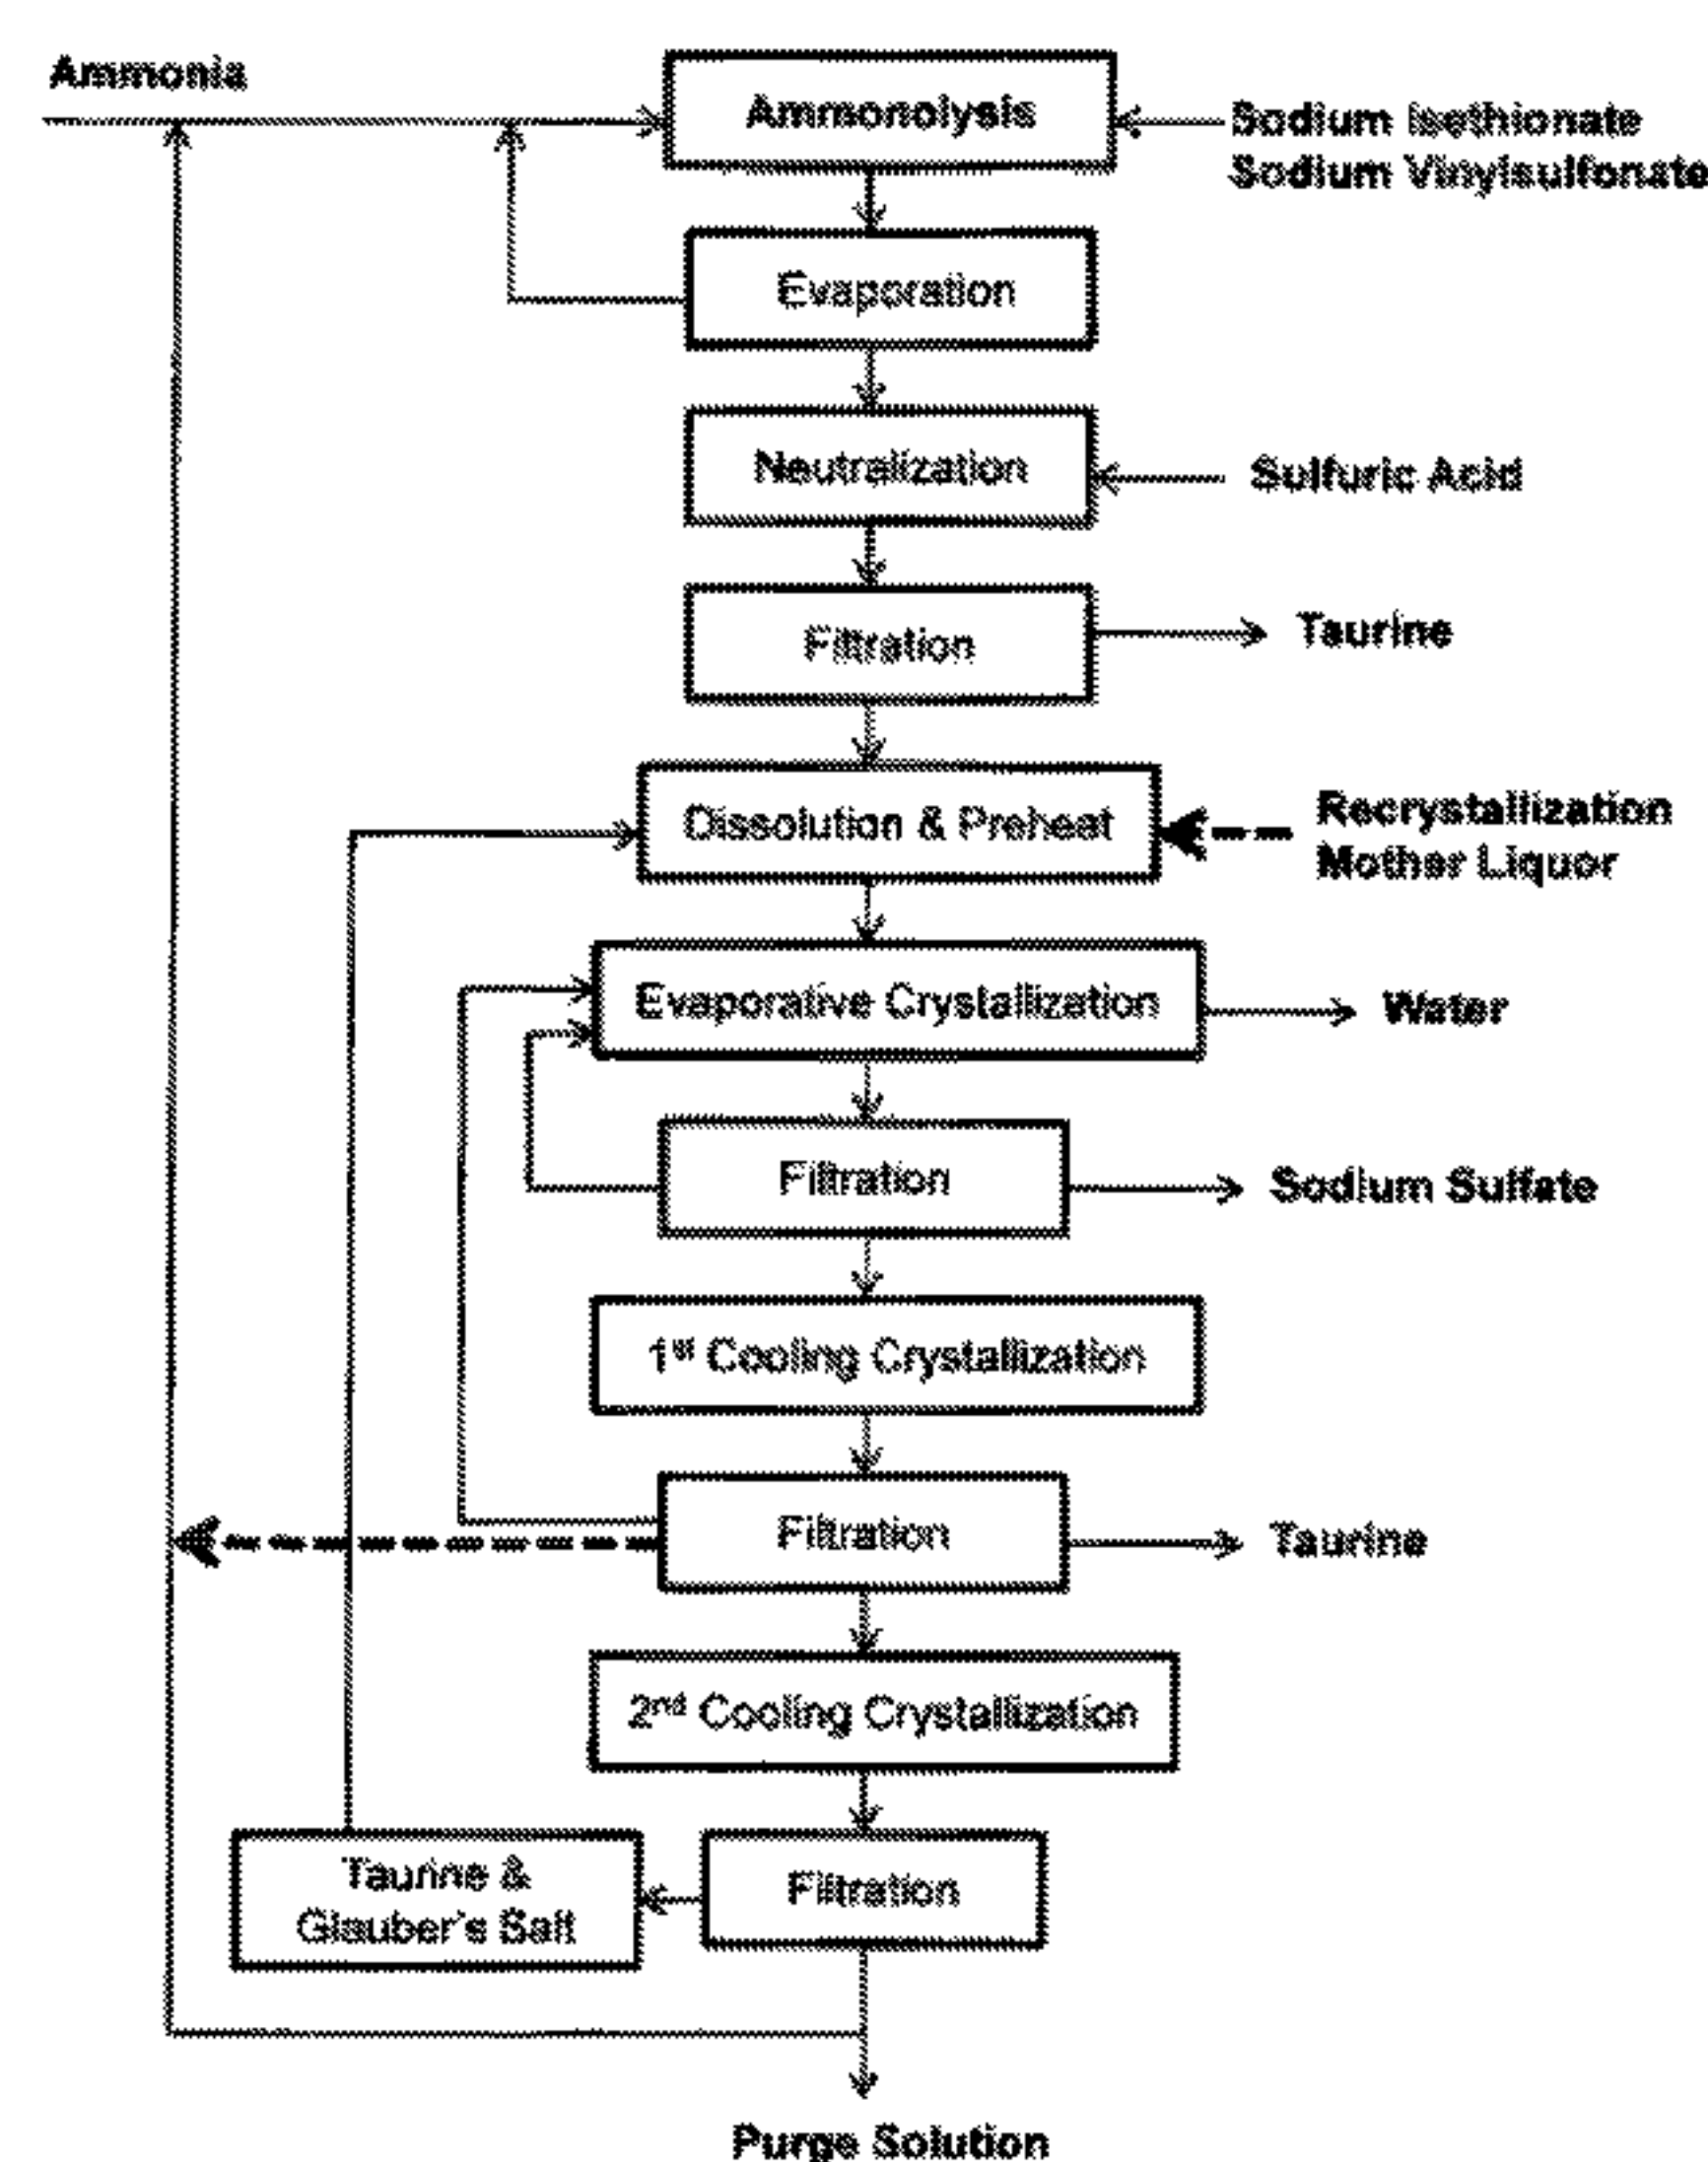 Ammonia
Ammonolysis
Sodium Isethionate
Sodium Vinylsulfonate
Evaporation
Neutralization
Sulfuric Acid
Filtration
Taurine
Dissolution & Preheat
Recrystallization
Mother Liquor
Evaporative Crystallization
Water
Filtration
Sodium Sulfate
1st Cooling Crystallization
Filtration
Taurine
2nd Cooling Crystallization
Taurine &
Glauber's Salt
Filtration
Purge Solution